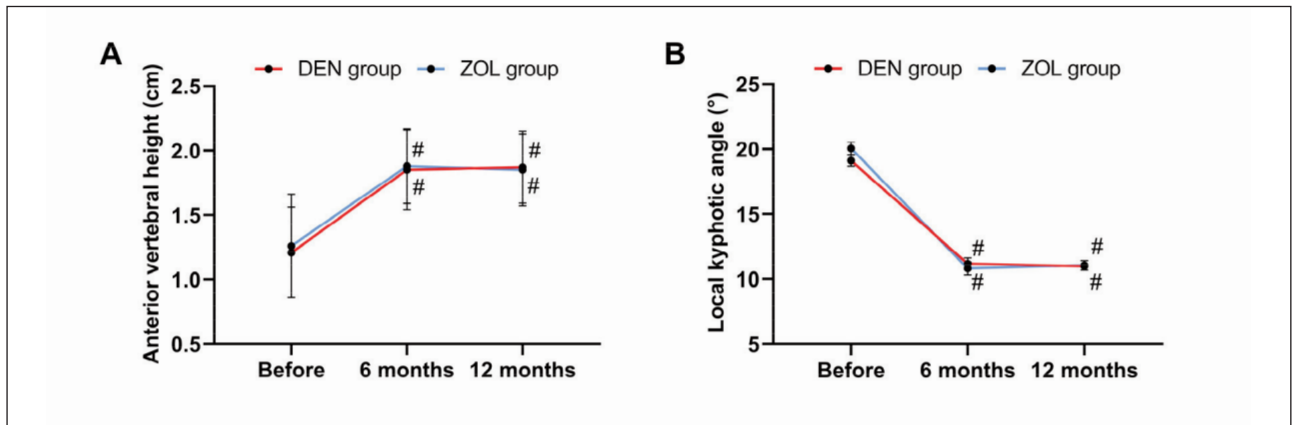 A
DEN group ZOL group
Anterior vertebral height (cm)
2.5
2.0
1.5
1.0
0.5
# #
# #
Before 6 months 12 months
B
DEN group ZOL group
Local kyphotic angle (°)
25
20
15
10
5
# #
# #
Before 6 months 12 months